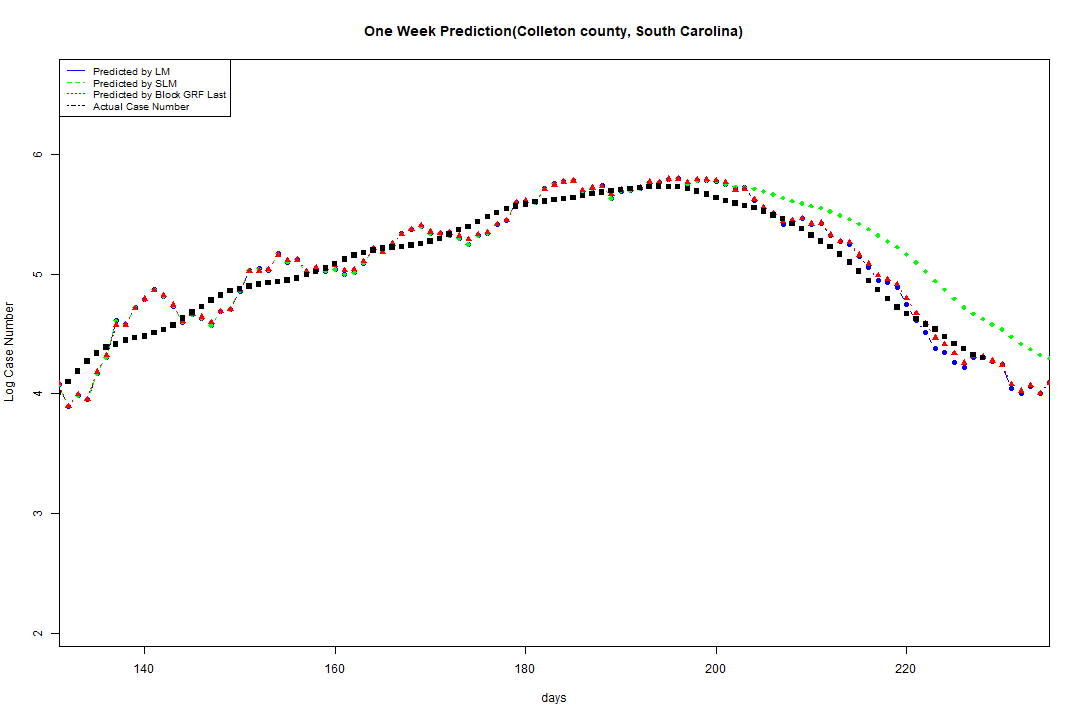 One Week Prediction(Colleton county, South Carolina)
Predicted by LM
Predicted by SLM
Predicted by Block GRF Last
Actual Case Number
6
5
4
3
2
Log Case Number
140 160 180 200 220
days